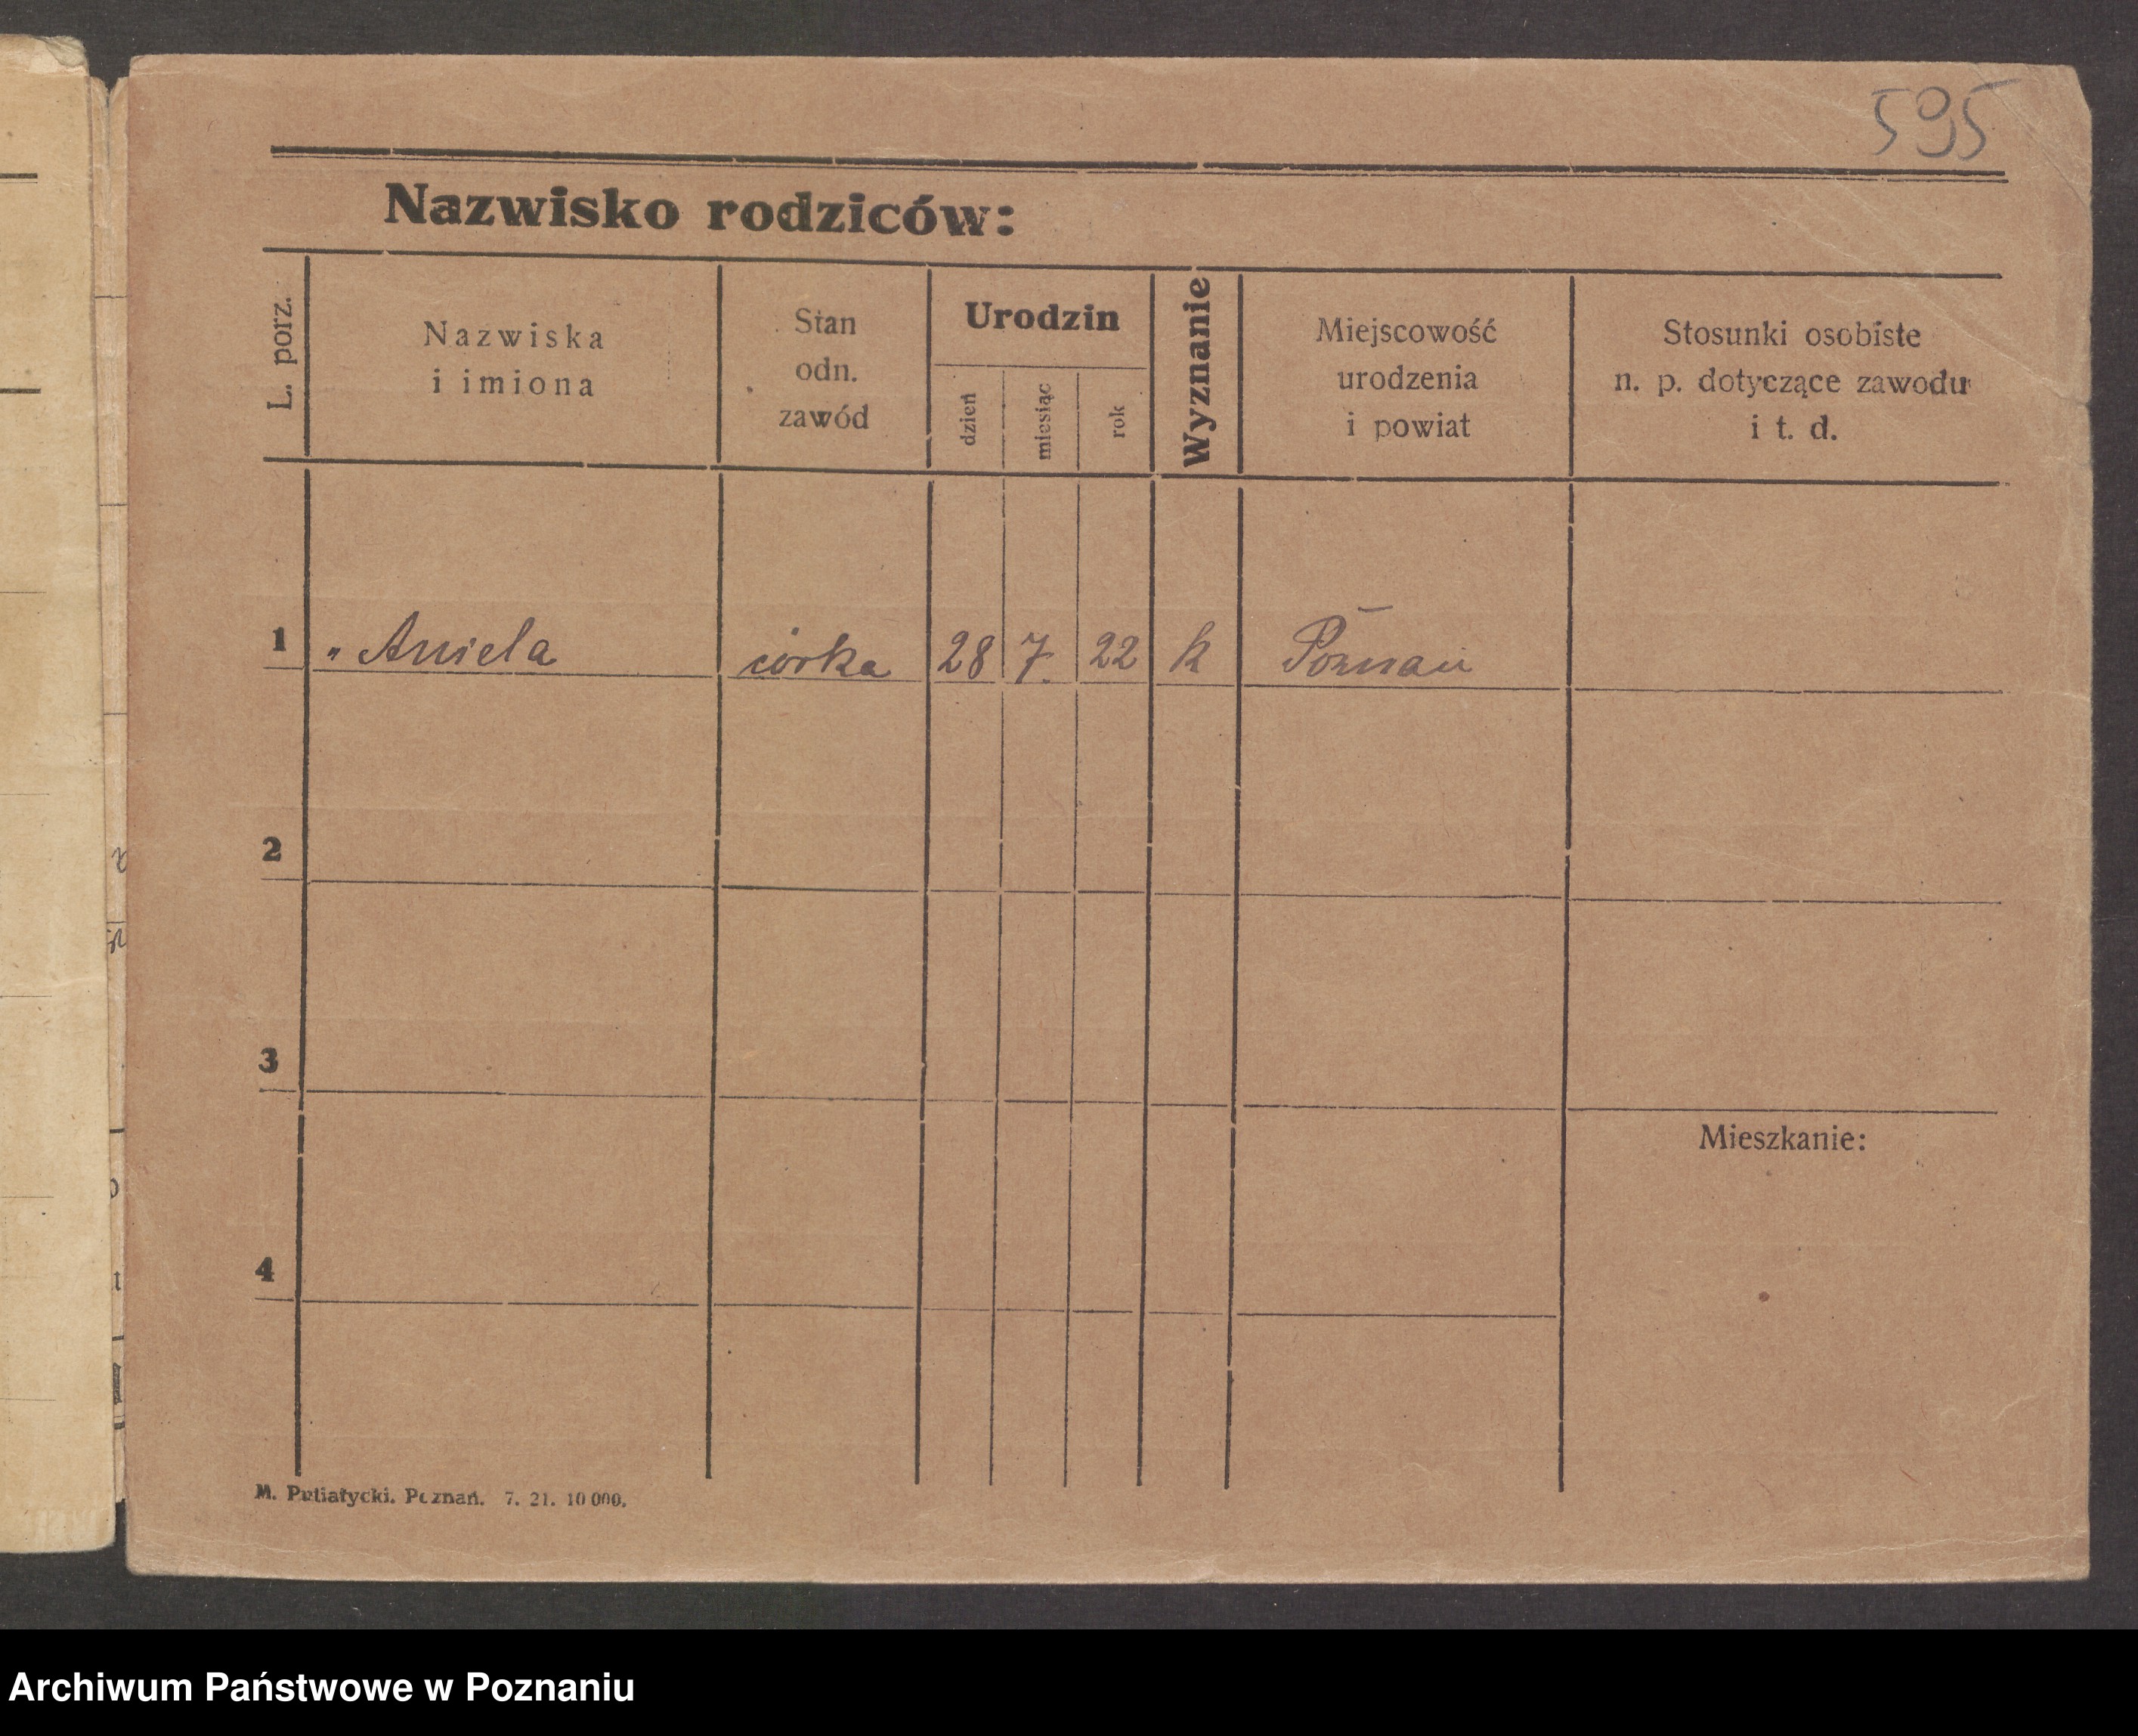 595
Nazwisko rodziców:
L. porz.
Nazwiska
i imiona
Stan
odn.
zawód
Urodzin
dzień
miesiąc
rok
Wyznanie
Miejscowość
urodzenia
i powiat
Stosunki osobiste
n. p. dotyczące zawodu
i t. d.
1 „ Aniela córka 28 7. 22 k Poznań
2
3
Mieszkanie:
4
M. Putiatycki. Poznań. 7. 21. 10 000.
Archiwum Państwowe w Poznaniu